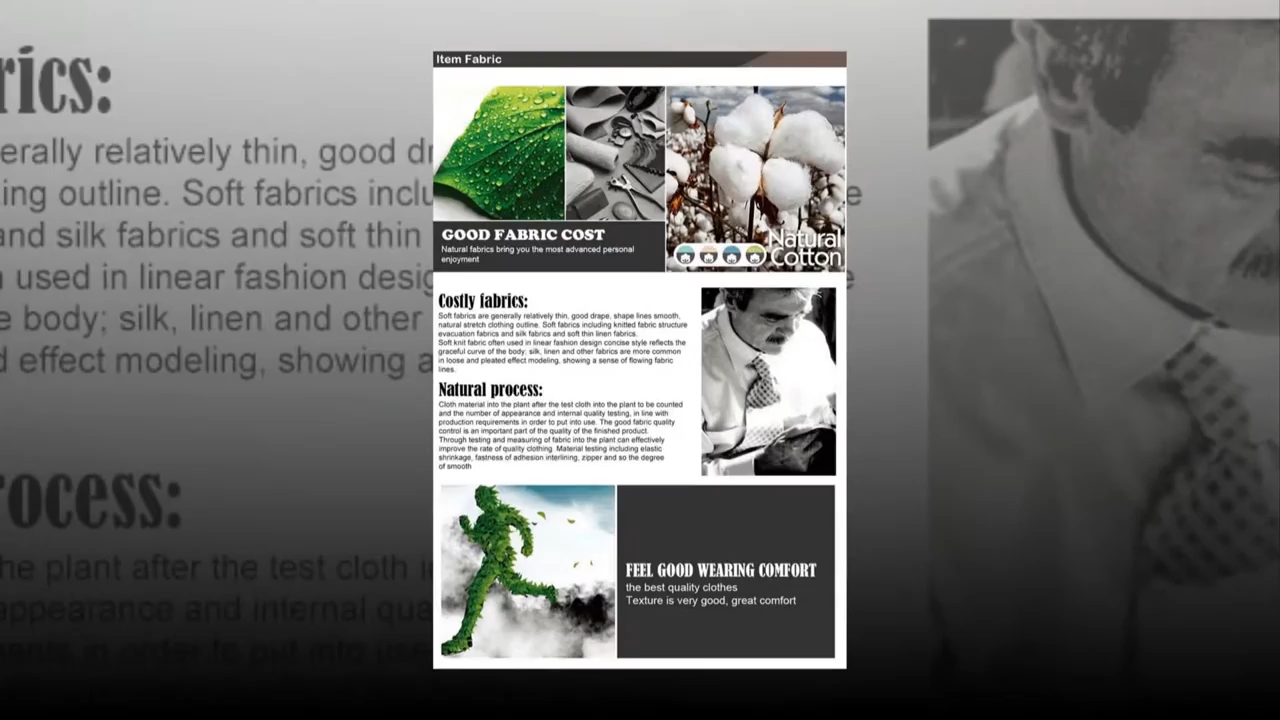 Item Fabric
GOOD FABRIC COST
Natural fabrics bring you the most advanced personal
enjoyment
Natural
Cotton
Costly fabrics:
Soft fabrics are generally relatively thin, good drape, shape lines smooth,
natural stretch clothing outline. Soft fabrics including knitted fabric structure
evacuation fabrics and silk fabrics and soft thin linen fabrics.
Soft knit fabric often used in linear fashion design concise style reflects the
graceful curve of the body; silk, linen and other fabrics are more common
in loose and pleated effect modeling, showing a sense of flowing fabric
lines.
Natural process:
Cloth material into the plant after the test cloth into the plant to be counted
and the number of appearance and internal quality testing, in line with
production requirements in order to put into use. The good fabric quality
control is an important part of the quality of the finished product.
Through testing and measuring of fabric into the plant can effectively
improve the rate of quality clothing. Material testing including elastic
shrinkage, fastness of adhesion interlining, zipper and so the degree
of smooth
FEEL GOOD WEARING COMFORT
the best quality clothes
Texture is very good, great comfort
rics:
erally relatively thin, good dr
ing outline. Soft fabrics inclu
e
and silk fabrics and soft thin
used in linear fashion desig
e
e body; silk, linen and other
d effect modeling, showing a
rocess:
he plant after the test cloth i
appearance and internal qua
ents in order to put into use